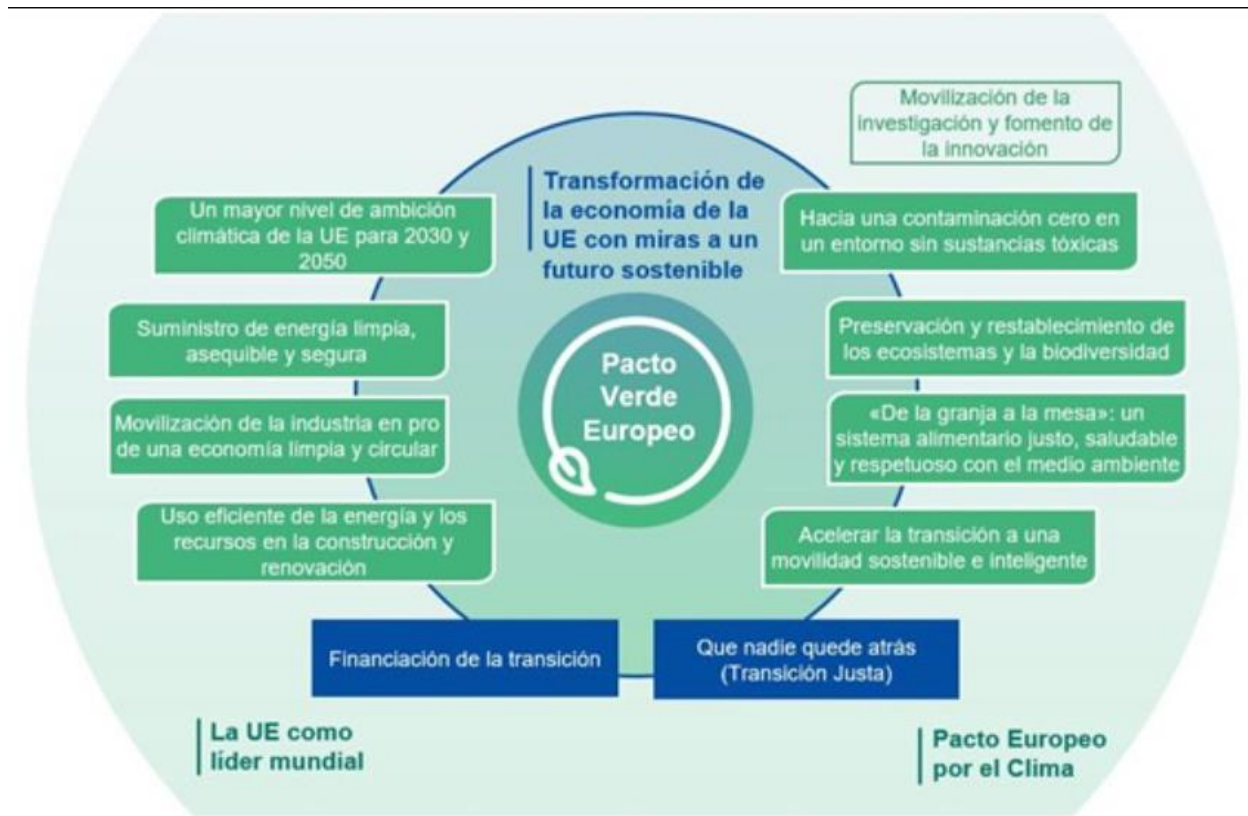 Movilización de la
investigación y fomento de
la innovación
Transformación de
la economía de la
UE con miras a un
futuro sostenible
Un mayor nivel de ambición
climática de la UE para 2030 y
2050
Hacia una contaminación cero en
un entorno sin sustancias tóxicas
Suministro de energía limpia,
asequible y segura
Preservación y restablecimiento de
los ecosistemas y la biodiversidad
Pacto
Verde
Europeo
Movilización de la industria en pro
de una economía limpia y circular
«De la granja a la mesa»: un
sistema alimentario justo, saludable
y respetuoso con el medio ambiente
Uso eficiente de la energía y los
recursos en la construcción y
renovación
Acelerar la transición a una
movilidad sostenible e inteligente
Financiación de la transición
Que nadie quede atrás
(Transición Justa)
La UE como
líder mundial
Pacto Europeo
por el Clima